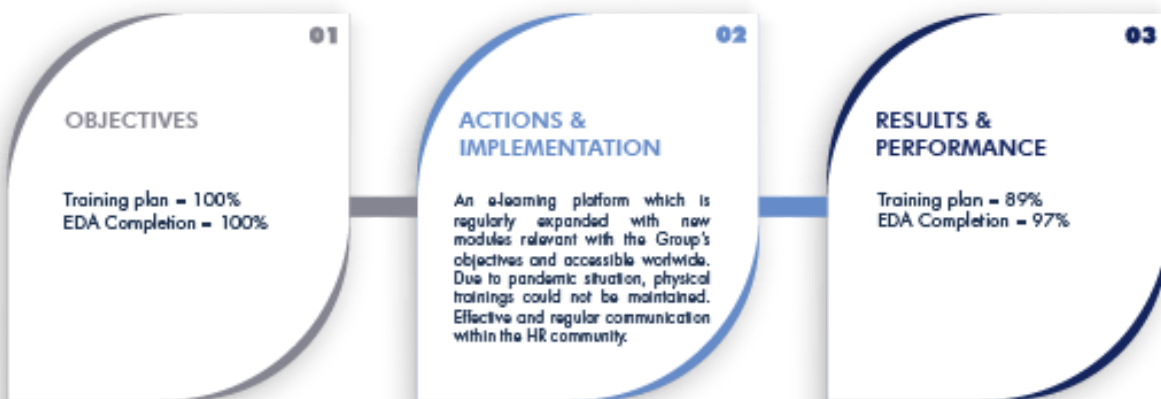 01
OBJECTIVES
Training plan = 100%
EDA Completion = 100%
02
ACTIONS &
IMPLEMENTATION
An e-learning platform which is
regularly expanded with new
modules relevant with the Group's
objectives and accessible worlwide.
Due to pandemic situation, physical
trainings could not be maintained.
Effective and regular communication
within the HR community.
03
RESULTS &
PERFORMANCE
Training plan = 89%
EDA Completion = 97%